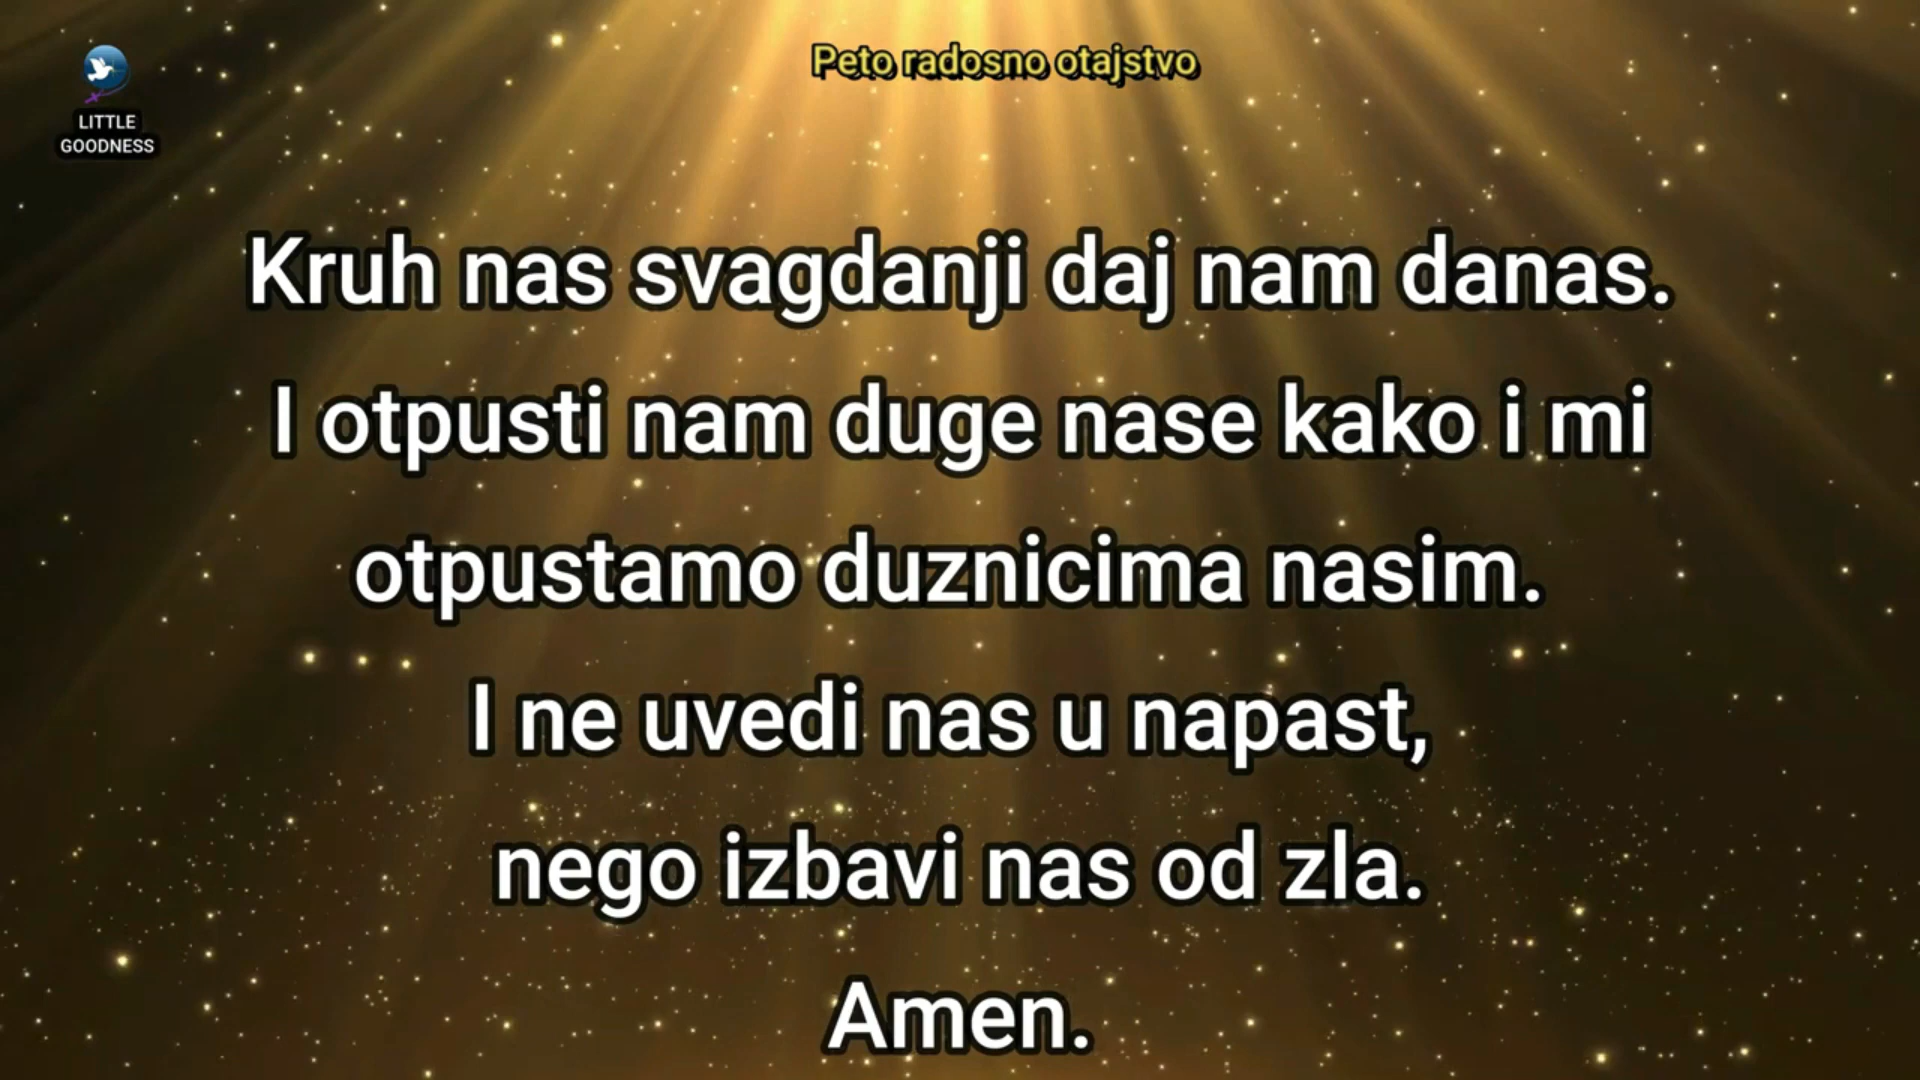 Peto radosno otajstvo
LITTLE
GOODNESS
Kruh nas svagdanji daj nam danas.
I otpusti nam duge nase kako i mi
otpustamo duznicima nasim.
I ne uvedi nas u napast,
nego izbavi nas od zla.
Amen.